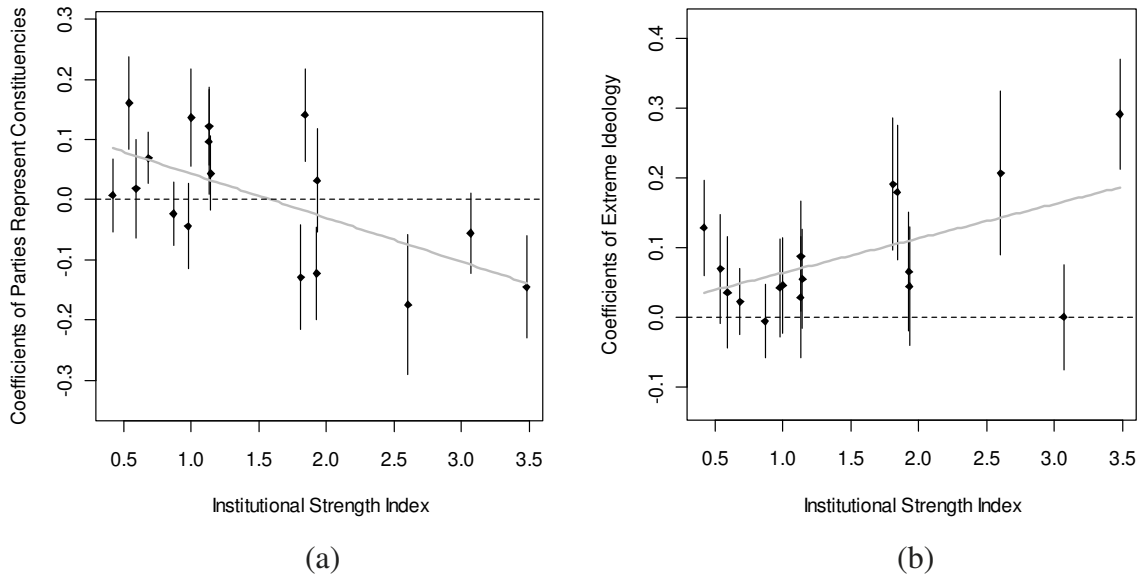 Coefficients of Parties Represent Constituencies
0.3
0.2
0.1
0.0
-0.1
-0.2
-0.3
0.5 1.0 1.5 2.0 2.5 3.0 3.5
Institutional Strength Index
(a)
Coefficients of Extreme Ideology
0.4
0.3
0.2
0.1
0.0
-0.1
0.5 1.0 1.5 2.0 2.5 3.0 3.5
Institutional Strength Index
(b)